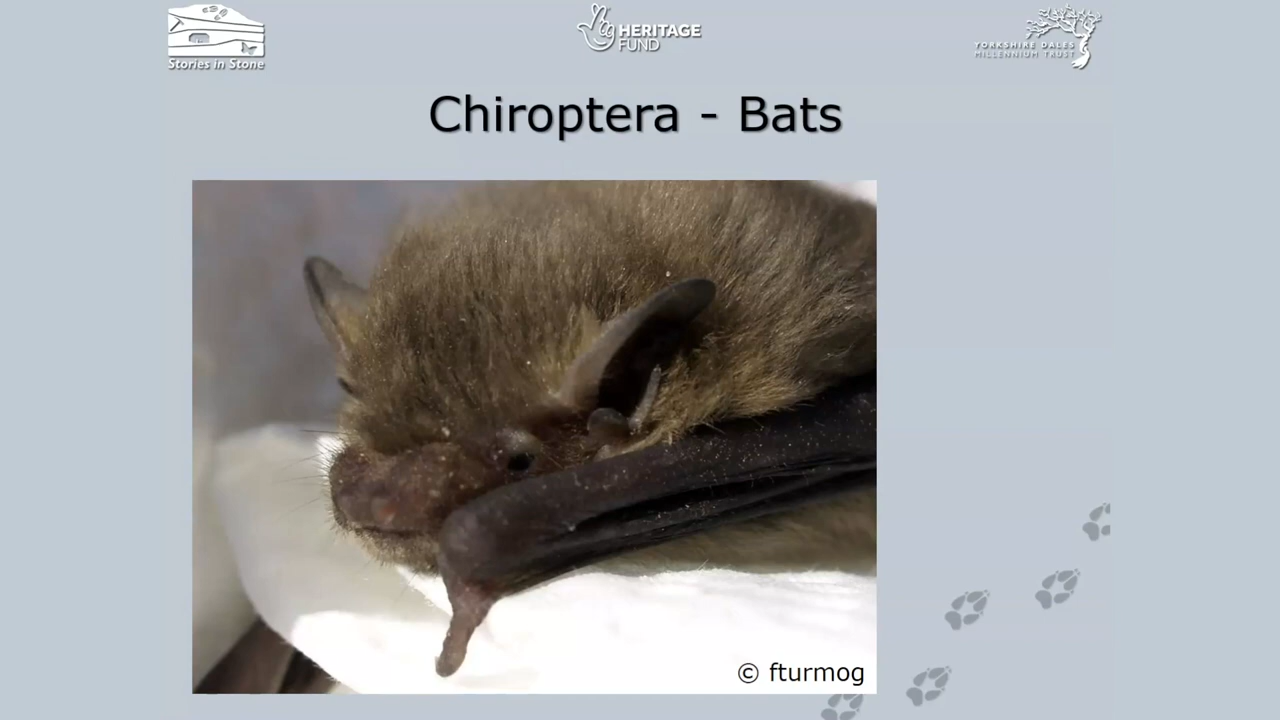 Stories in Stone
HERITAGE
FUND
YORKSHIRE DALES
MILLENNIUM TRUST
Chiroptera - Bats
© fturmog